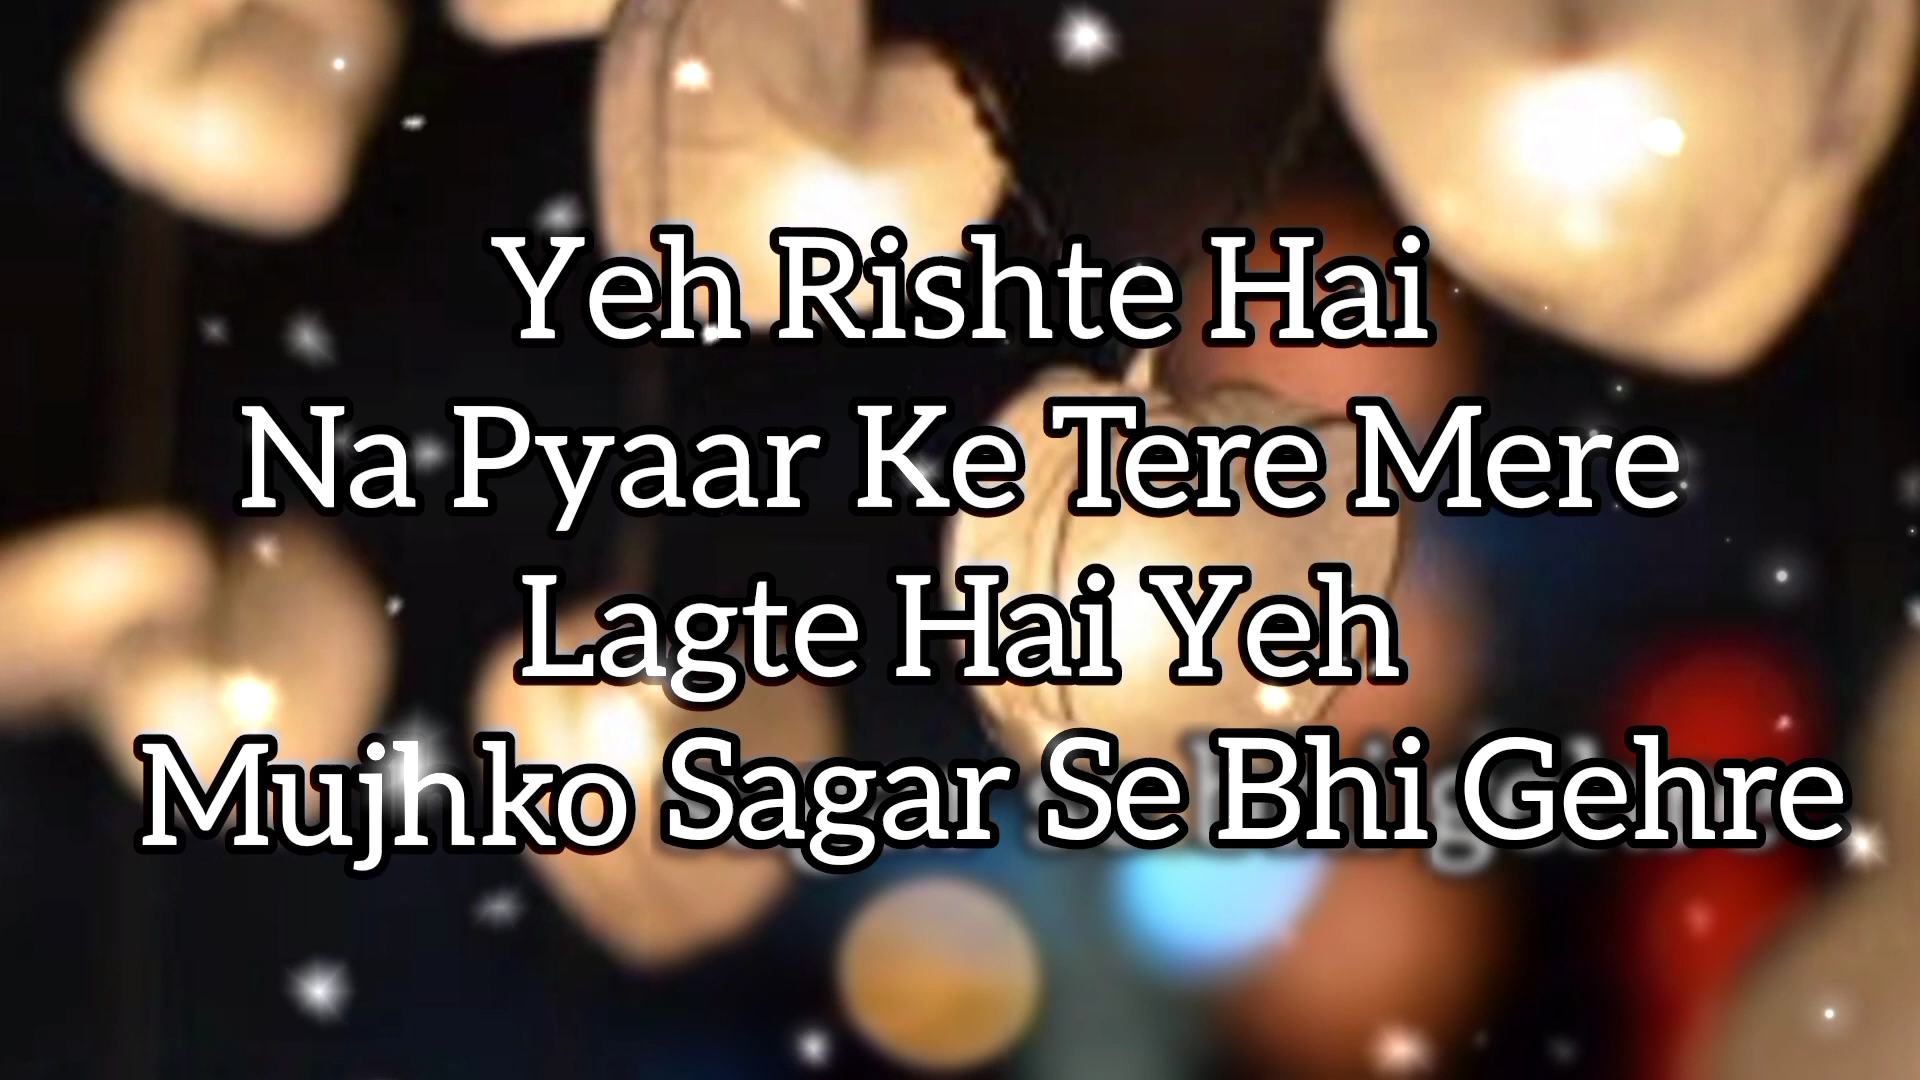 Yeh Rishte Hai
Na Pyaar Ke Tere Mere
Lagte Hai Yeh
Mujhko Sagar Se Bhi Gehre